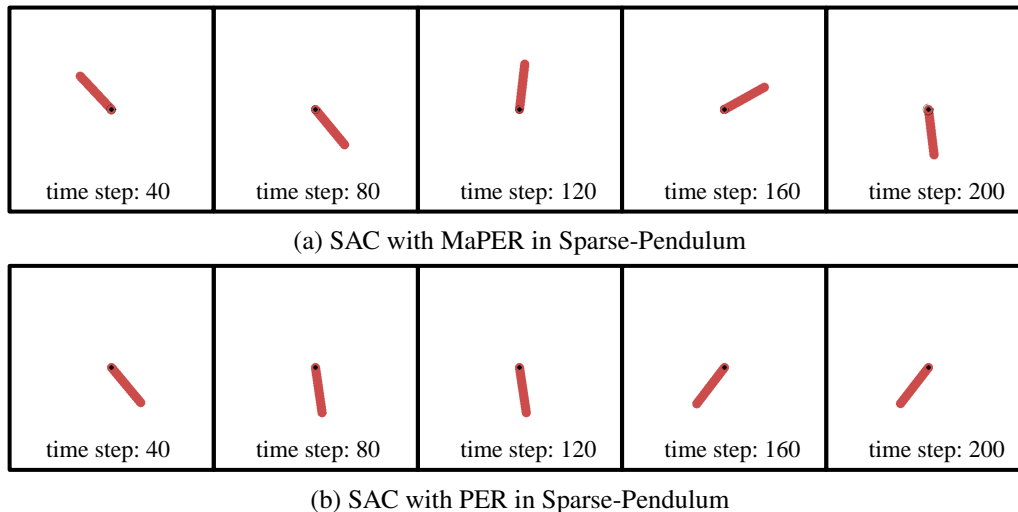 time step: 40 time step: 80 time step: 120 time step: 160 time step: 200
(a) SAC with MaPER in Sparse-Pendulum
time step: 40 time step: 80 time step: 120 time step: 160 time step: 200
(b) SAC with PER in Sparse-Pendulum